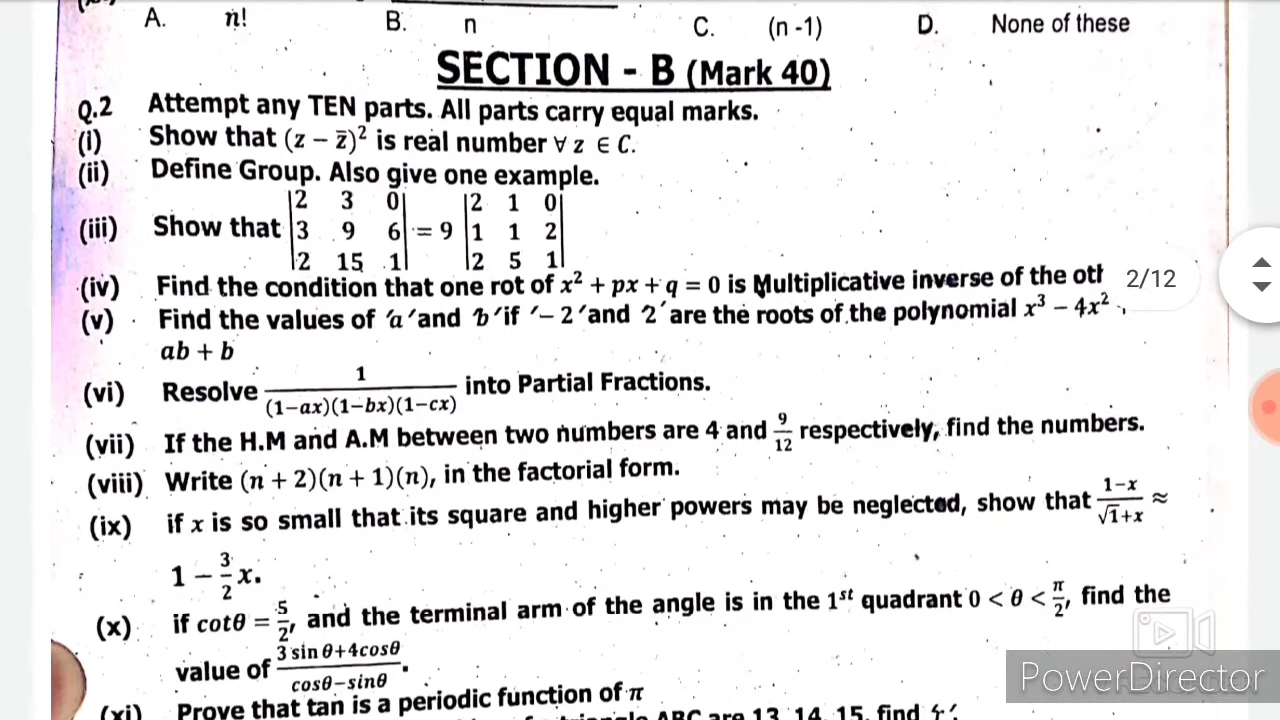 A. n! B. n C. (n -1) D. None of these
SECTION - B (Mark 40)
Q.2 Attempt any TEN parts. All parts carry equal marks.
(i) Show that (z − z̄)² is real number ∀ z ∈ C.
(ii) Define Group. Also give one example.
(iii) Show that |2 3 0; 3 9 6; 2 15 1| = 9 |2 1 0; 1 1 2; 2 5 1|
(iv) Find the condition that one rot of x² + px + q = 0 is Multiplicative inverse of the
2/12
(v) Find the values of ′a′and ′b′if ′− 2′and ′2′ are the roots of the polynomial x³ − 4x²
ab + b
(vi) Resolve 1/((1−ax)(1−bx)(1−cx)) into Partial Fractions.
(vii) If the H.M and A.M between two numbers are 4 and 9/12 respectively, find the numbers.
(viii) Write (n + 2)(n + 1)(n), in the factorial form.
(ix) if x is so small that its square and higher powers may be neglected, show that (1−x)/(√1+x) ≈
1 − 3/2 x.
(x) if cotθ = 5/2, and the terminal arm of the angle is in the 1st quadrant 0 < θ < π/2, find the
value of (3 sin θ+4cosθ)/(cosθ−sinθ).
(xi) Prove that tan is a periodic function of π
ABC are 13, 14, 15, find
PowerDirector